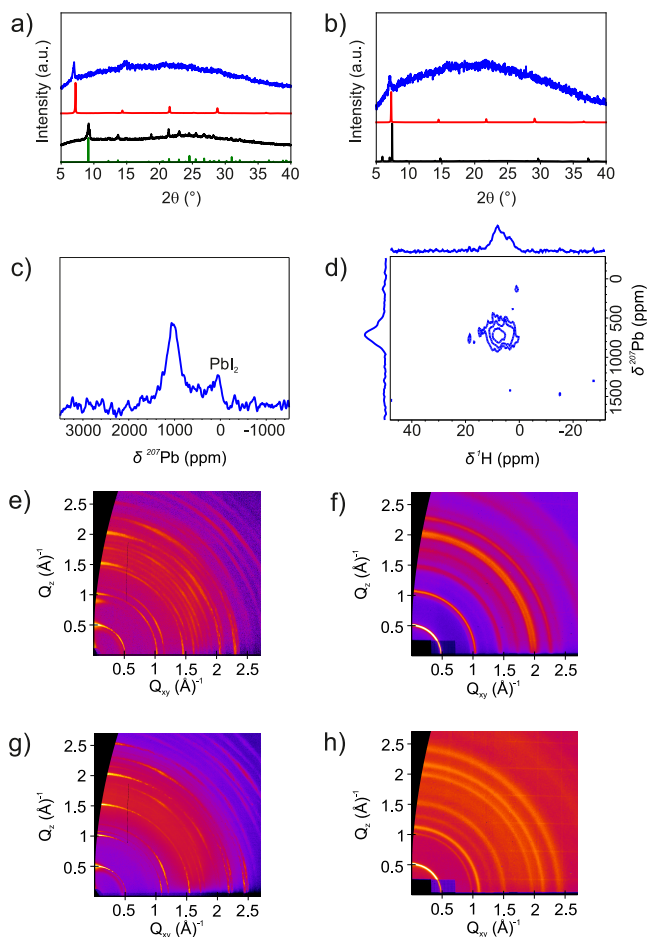 a)
b)
Intensity (a.u.)
5 10 15 20 25 30 35 40
2θ (°)
Intensity (a.u.)
5 10 15 20 25 30 35 40
2θ (°)
c)
PbI2
3000 2000 1000 0 -1000
δ 207Pb (ppm)
d)
0
500
1000
1500
δ 207Pb (ppm)
40 20 0 -20
δ 1H (ppm)
e)
2.5
2
1.5
1
0.5
Qz (Å)-1
0.5 1 1.5 2 2.5
Qxy (Å)-1
f)
2.5
2
1.5
1
0.5
Qz (Å)-1
0.5 1 1.5 2 2.5
Qxy (Å)-1
g)
2.5
2
1.5
1
0.5
Qz (Å)-1
0.5 1 1.5 2 2.5
Qxy (Å)-1
h)
2.5
2
1.5
1
0.5
Qz (Å)-1
0.5 1 1.5 2 2.5
Qxy (Å)-1